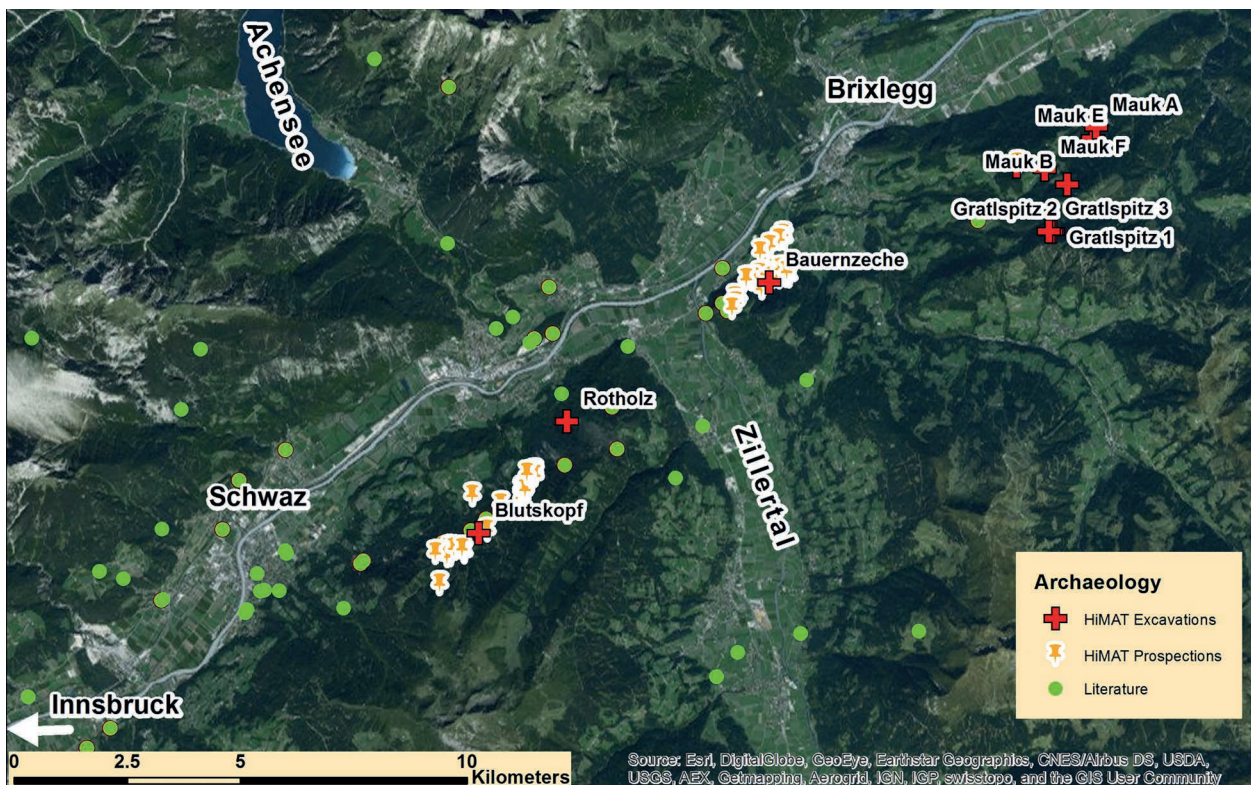 Achensee
Brixlegg
Mauk E
Mauk A
Mauk F
Mauk B
Gratlspitz 2
Gratlspitz 3
Gratlspitz 1
Bauernzeche
Rotholz
Zillertal
Schwaz
Blutskopf
Innsbruck
Archaeology
HiMAT Excavations
HiMAT Prospections
Literature
0 2.5 5 10
Kilometers
Source: Esri, DigitalGlobe, GeoEye, Earthstar Geographics, CNES/Airbus DS, USDA,
USGS, AEX, Getmapping, Aerogrid, IGN, IGP, swisstopo, and the GIS User Community